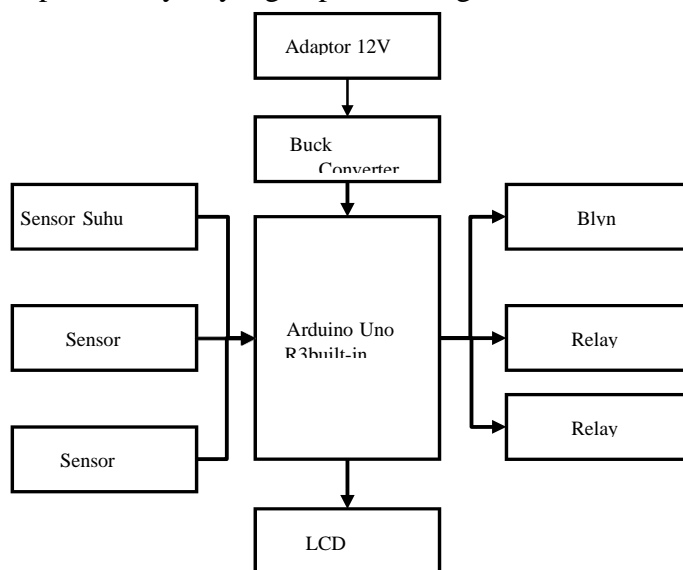 Adaptor 12V
Buck
Converter
Sensor Suhu
Blyn
Sensor
Arduino Uno
R3built-in
Relay
Sensor
Relay
LCD